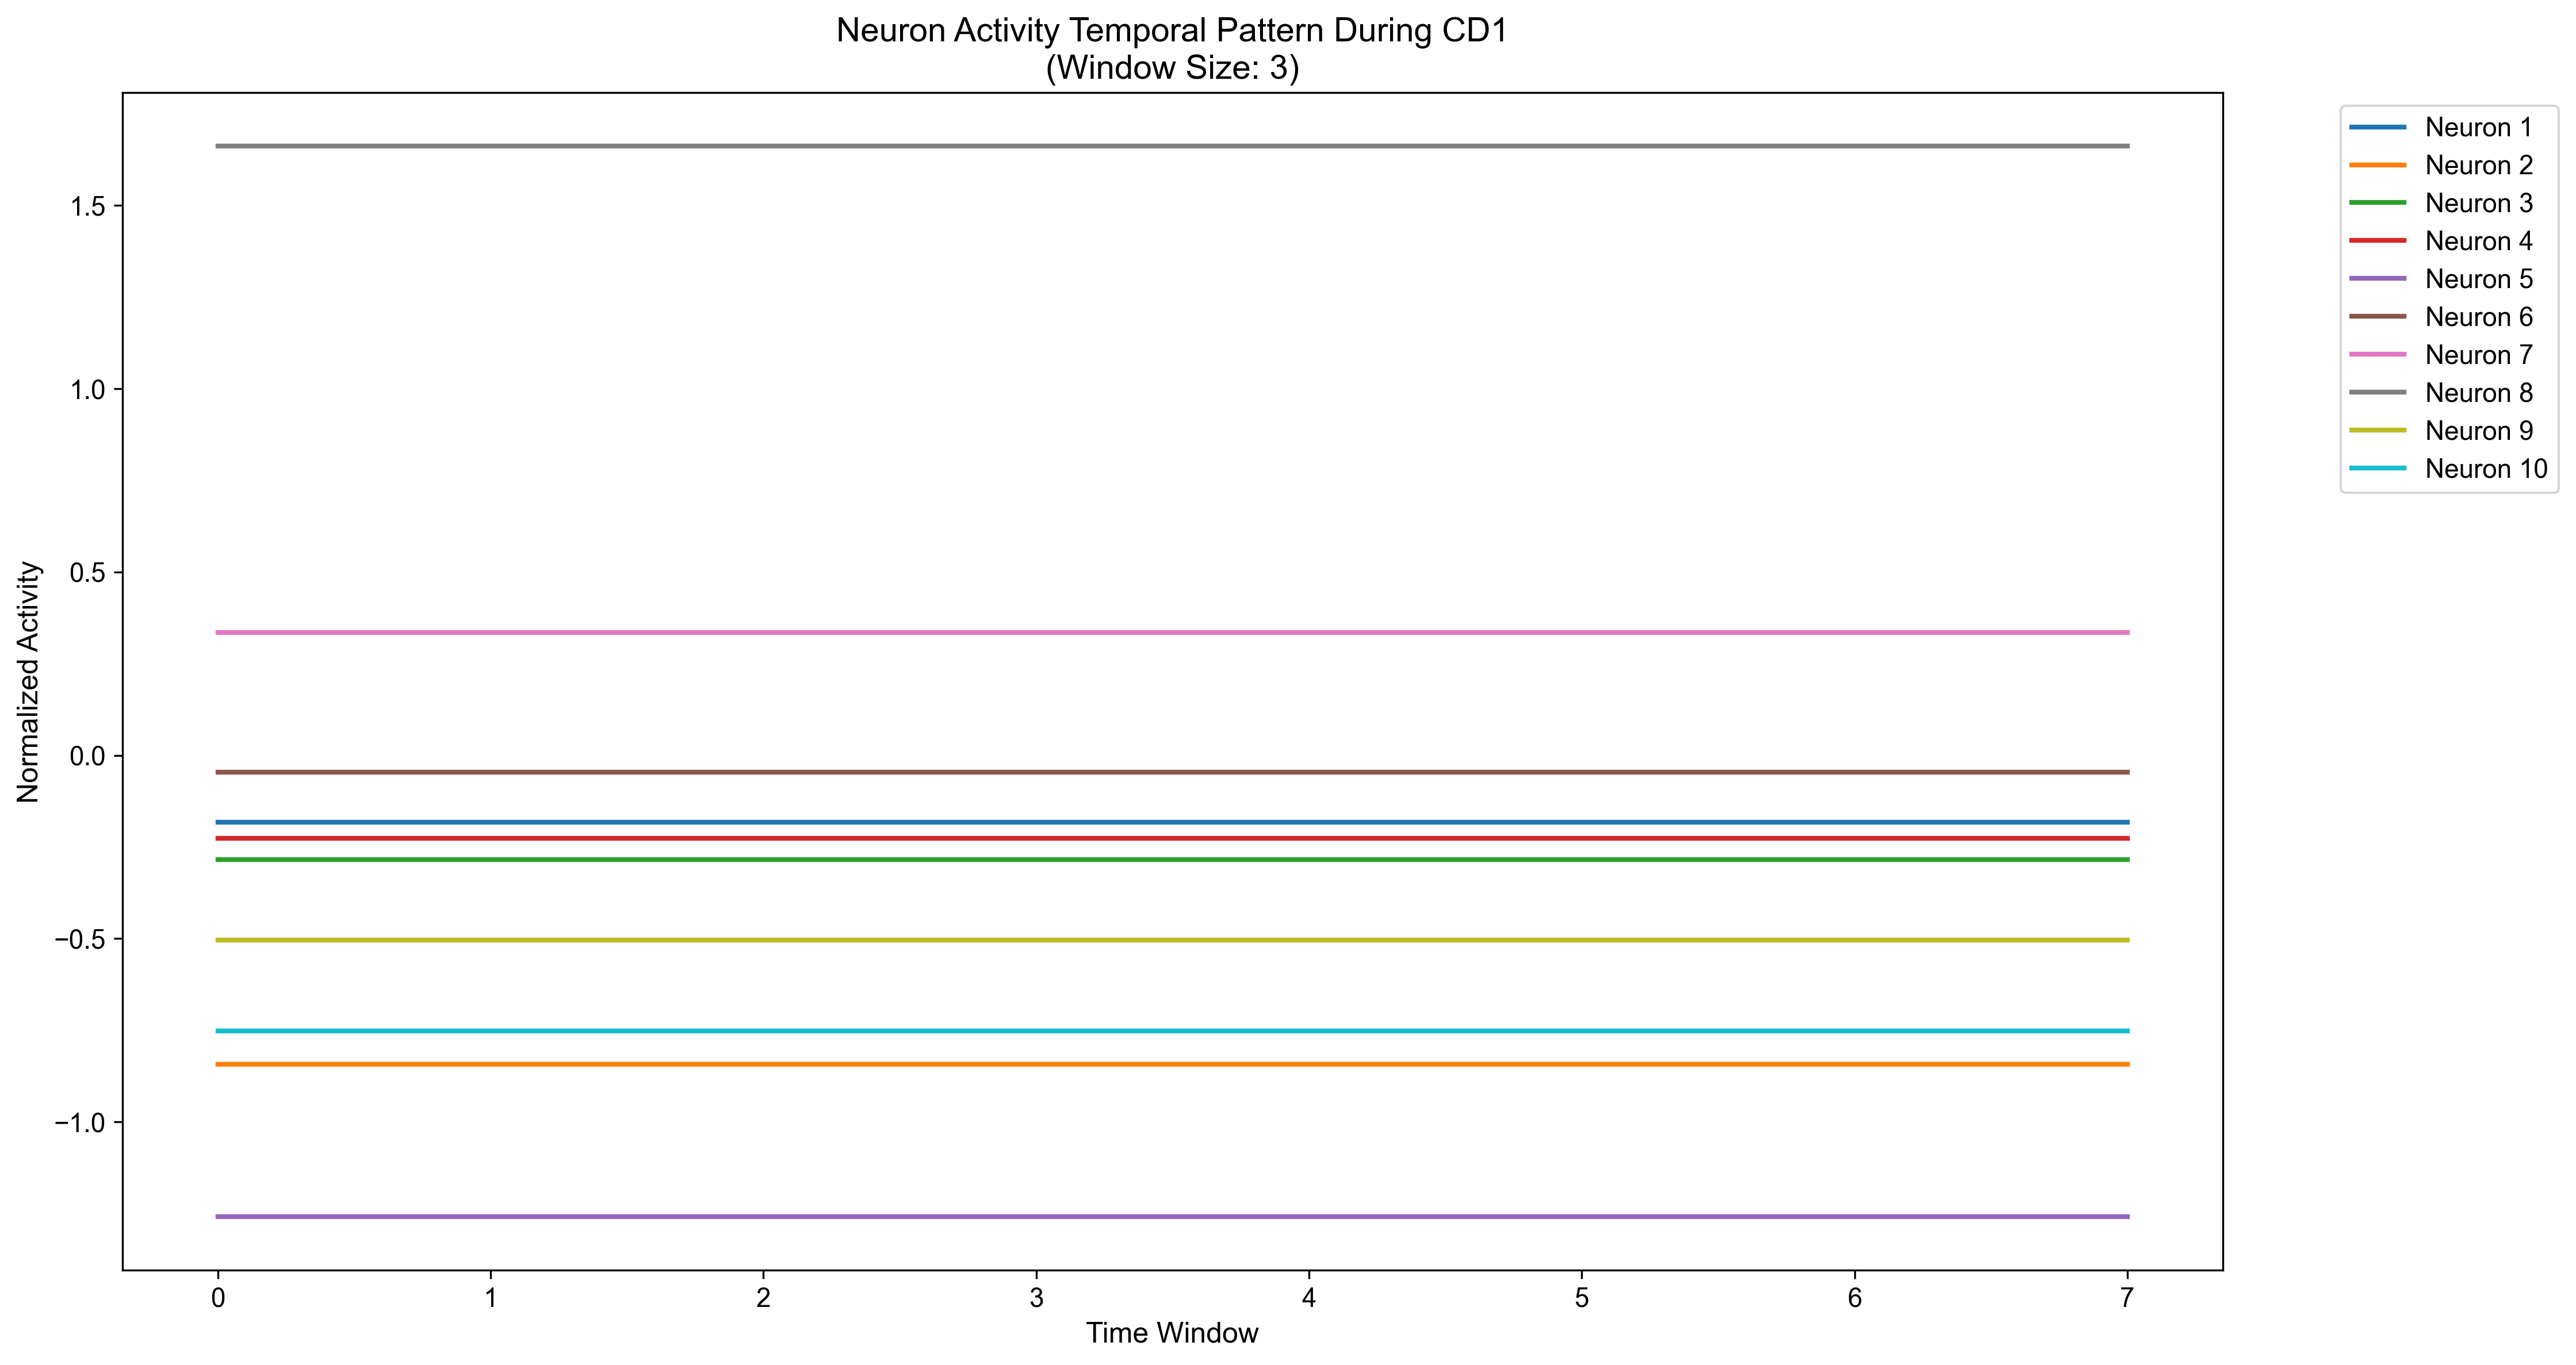 Neuron Activity Temporal Pattern During CD1
(Window Size: 3)
Normalized Activity
1.5
1.0
0.5
0.0
−0.5
−1.0
0 1 2 3 4 5 6 7
Time Window
Neuron 1
Neuron 2
Neuron 3
Neuron 4
Neuron 5
Neuron 6
Neuron 7
Neuron 8
Neuron 9
Neuron 10